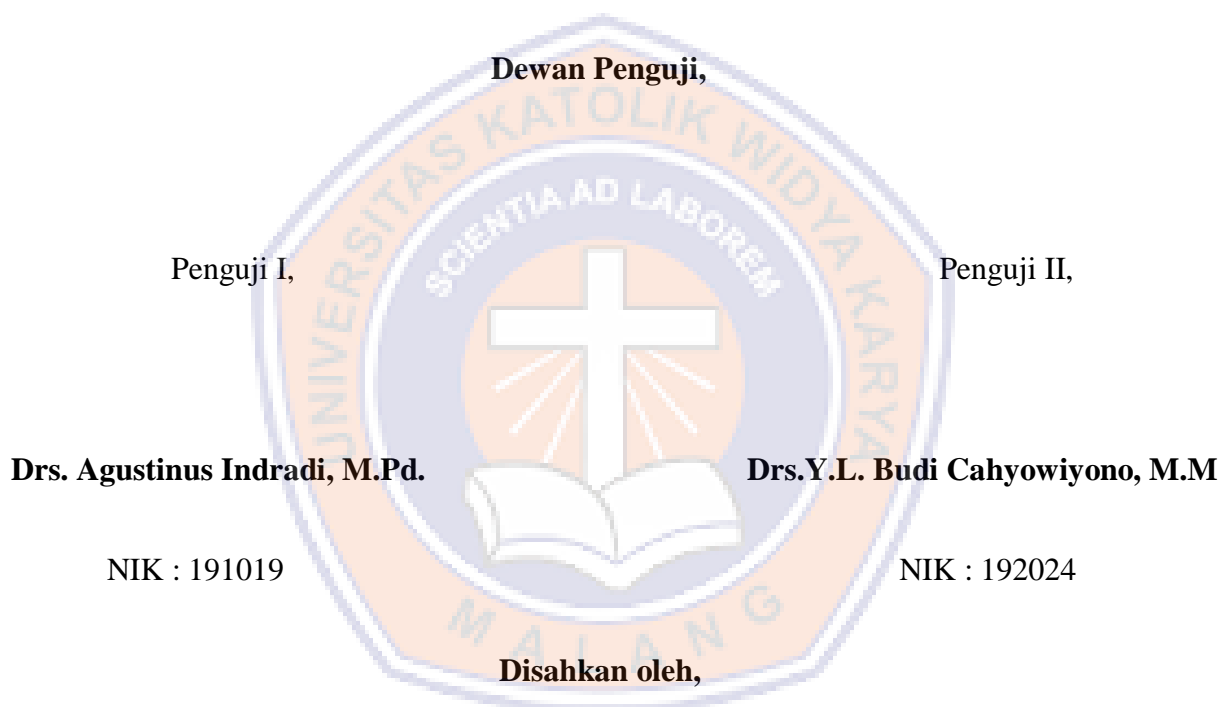 Dewan Penguji,
UNIVERSITAS KATOLIK WIDYA KARYA
SCIENTIA AD LABOREM
Penguji I, Penguji II,
Drs. Agustinus Indradi, M.Pd. Drs.Y.L. Budi Cahyowiyono, M.M
NIK : 191019 NIK : 192024
MALANG
Disahkan oleh,